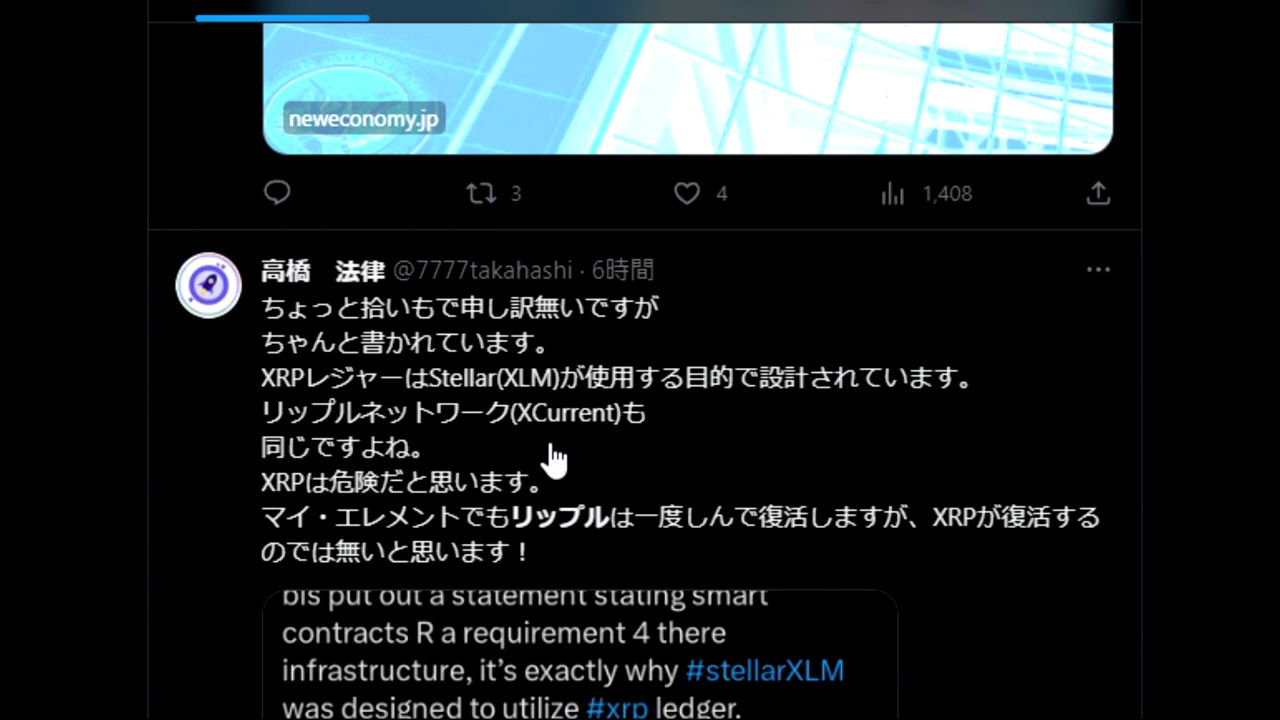 neweconomy.jp
3 4 1,408
高橋　法律 @7777takahashi · 6時間
ちょっと拾いもで申し訳無いですが
ちゃんと書かれています。
XRPレジャーはStellar(XLM)が使用する目的で設計されています。
リップルネットワーク(XCurrent)も
同じですよね。
XRPは危険だと思います。
マイ・エレメントでもリップルは一度しんで復活しますが、XRPが復活する
のでは無いと思います！
bis put out a statement stating smart
contracts R a requirement 4 there
infrastructure, it’s exactly why #stellarXLM
was designed to utilize #xrp ledger.